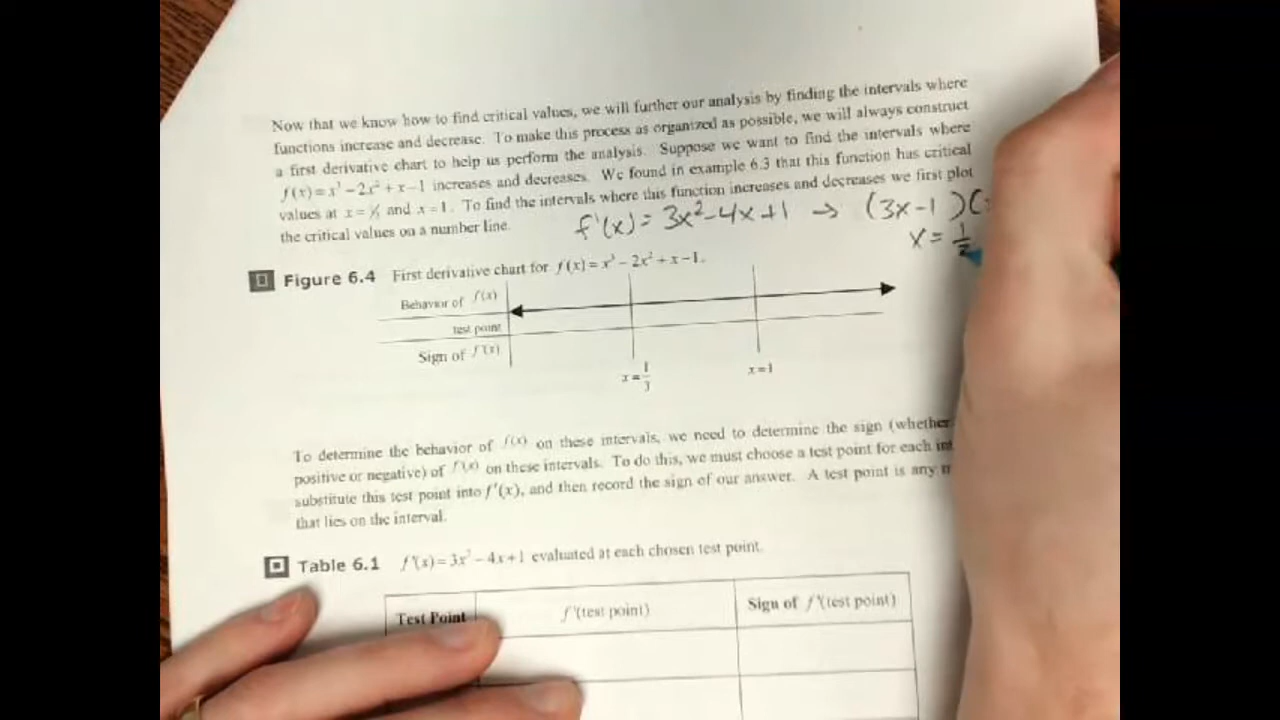 Now that we know how to find critical values, we will further our analysis by finding the intervals where
functions increase and decrease. To make this process as organized as possible, we will always construct
a first derivative chart to help us perform the analysis. Suppose we want to find the intervals where
f(x) = x³ − 2x² + x − 1 increases and decreases. We found in example 6.3 that this function has critical
values at x = 1/3 and x = 1. To find the intervals where this function increases and decreases we first plot
the critical values on a number line.
f'(x) = 3x² − 4x + 1 → (3x − 1)(
x = 1/
Figure 6.4 First derivative chart for f(x) = x³ − 2x² + x − 1.
Behavior of f(x)
test point
Sign of f'(x)
x = 1/3 x = 1
To determine the behavior of f(x) on these intervals, we need to determine the sign (whether
positive or negative) of f'(x) on these intervals. To do this, we must choose a test point for each
substitute this test point into f'(x), and then record the sign of our answer. A test point is any
that lies on the interval.
Table 6.1 f'(x) = 3x² − 4x + 1 evaluated at each chosen test point.
Test Point f'(test point) Sign of f'(test point)